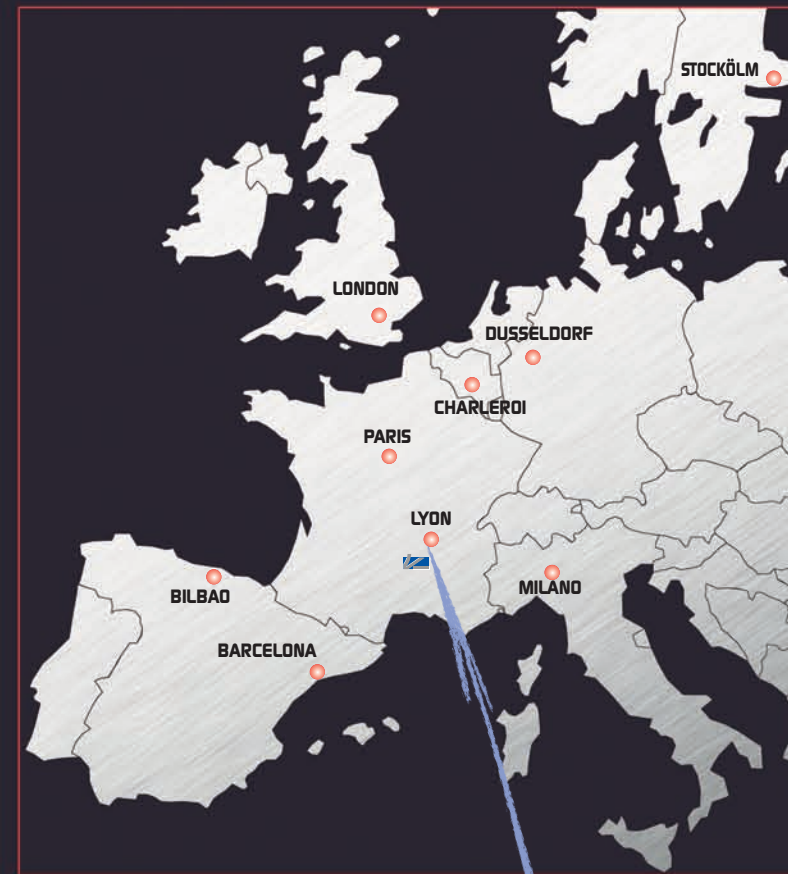 STOCKÖLM
LONDON
DUSSELDORF
CHARLEROI
PARIS
LYON
MILANO
BILBAO
BARCELONA